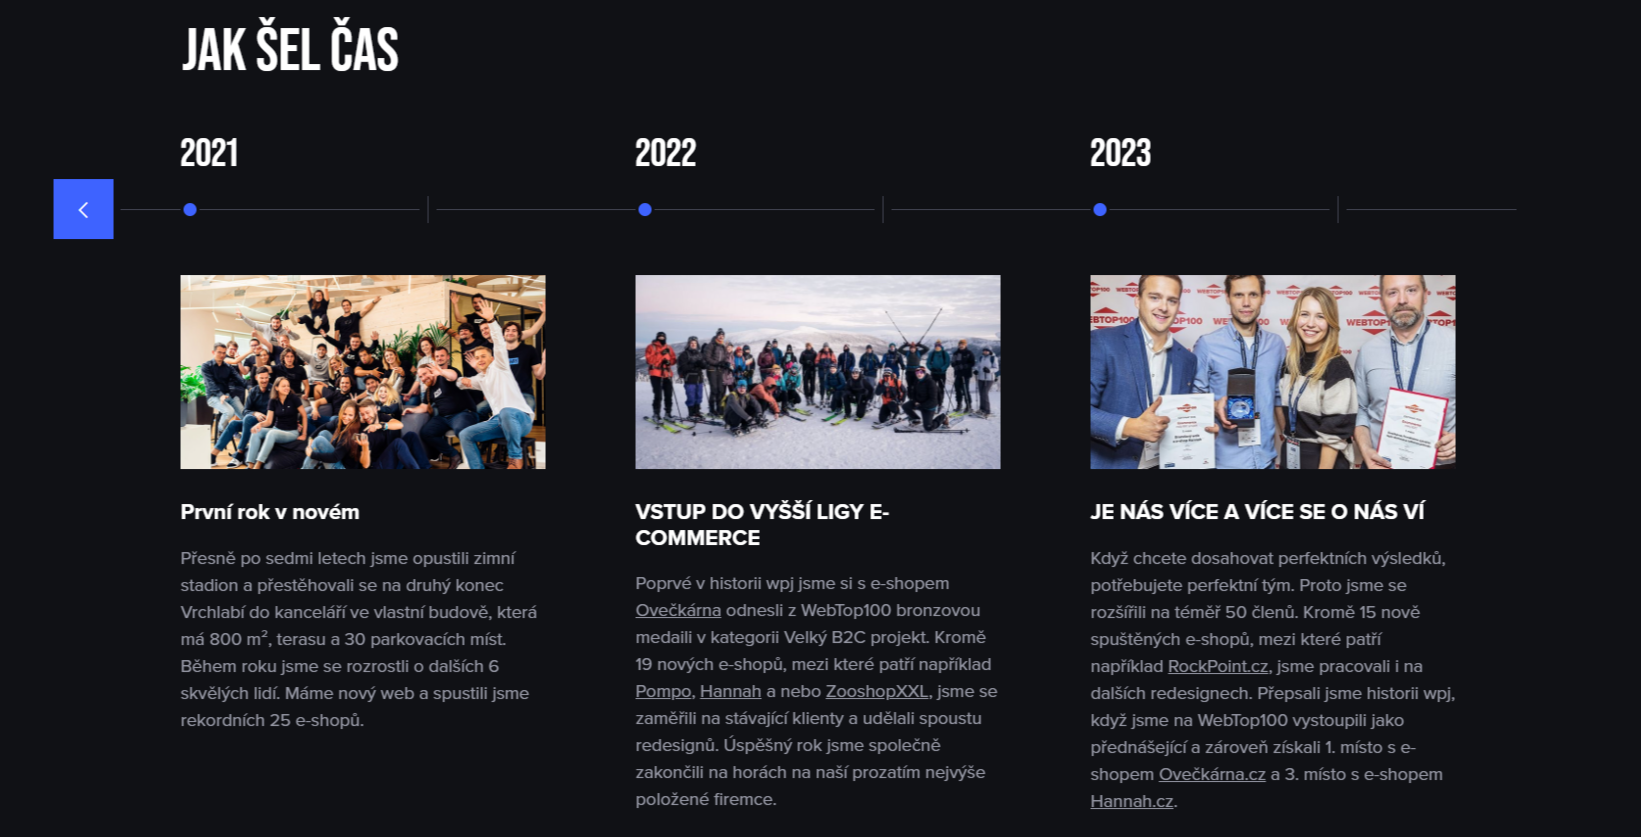 JAK ŠEL ČAS
2021
2022
2023
WEBTOP100
První rok v novém
Přesně po sedmi letech jsme opustili zimní
stadion a přestěhovali se na druhý konec
Vrchlabí do kanceláří ve vlastní budově, která
má 800 m², terasu a 30 parkovacích míst.
Během roku jsme se rozrostli o dalších 6
skvělých lidí. Máme nový web a spustili jsme
rekordních 25 e-shopů.
VSTUP DO VYŠŠÍ LIGY E-
COMMERCE
Poprvé v historii wpj jsme si s e-shopem
Ovečkárna odnesli z WebTop100 bronzovou
medaili v kategorii Velký B2C projekt. Kromě
19 nových e-shopů, mezi které patří například
Pompo, Hannah a nebo ZooshopXXL, jsme se
zaměřili na stávající klienty a udělali spoustu
redesignů. Úspěšný rok jsme společně
zakončili na horách na naší prozatím nejvýše
položené firemce.
JE NÁS VÍCE A VÍCE SE O NÁS VÍ
Když chcete dosahovat perfektních výsledků,
potřebujete perfektní tým. Proto jsme se
rozšířili na téměř 50 členů. Kromě 15 nově
spuštěných e-shopů, mezi které patří
například RockPoint.cz, jsme pracovali i na
dalších redesignech. Přepsali jsme historii wpj,
když jsme na WebTop100 vystoupili jako
přednášející a zároveň získali 1. místo s e-
shopem Ovečkárna.cz a 3. místo s e-shopem
Hannah.cz.